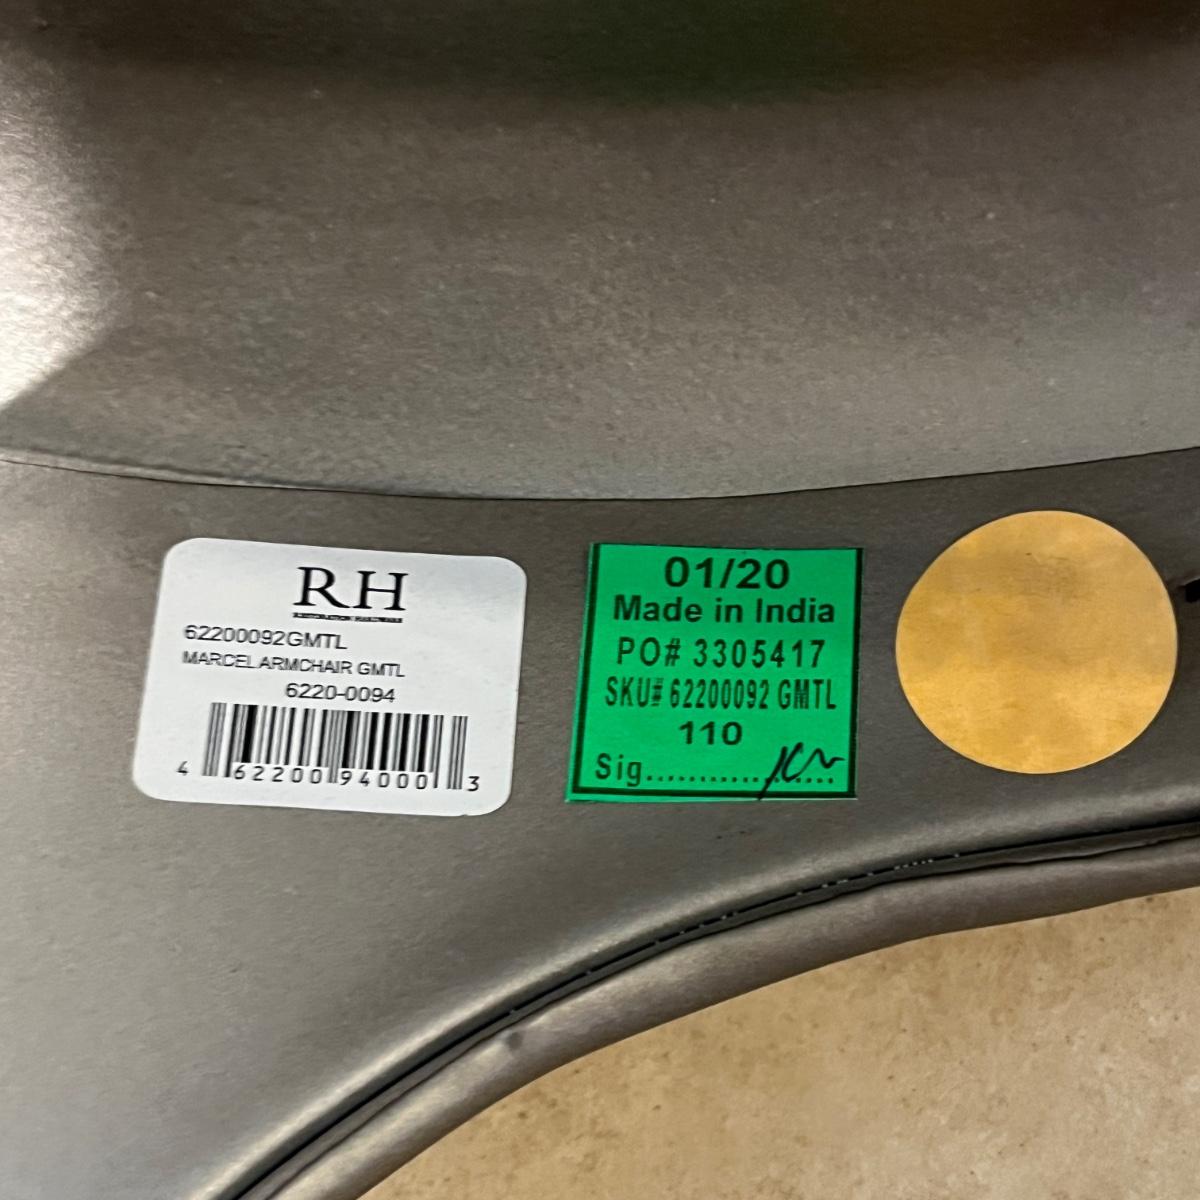 RH
62200092GMTL
MARCEL ARMCHAIR GMTL
6220-0094
4 62200 94000 3
01/20
Made in India
PO# 3305417
SKU# 62200092 GMTL
110
Sig..........................